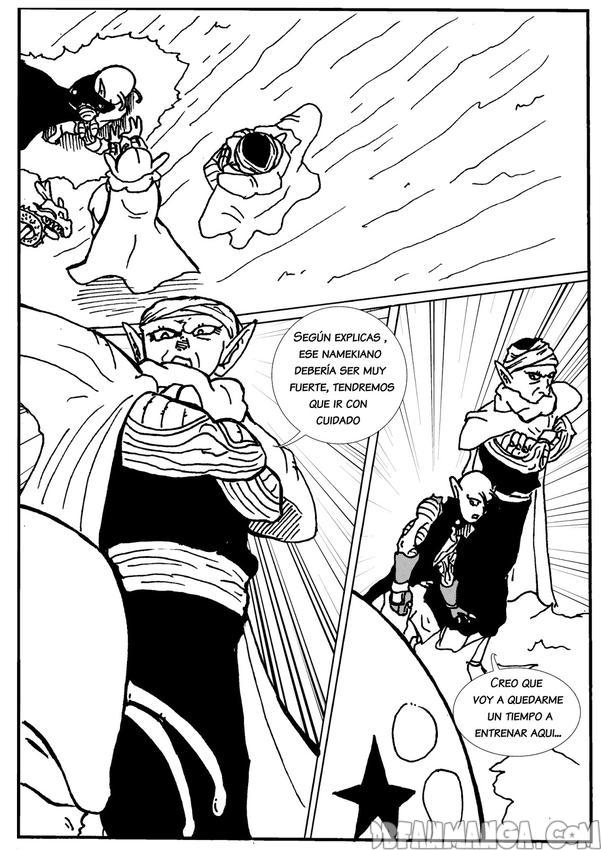 SEGÚN EXPLICAS ,
ESE NAMEKIANO
DEBERÍA SER MUY
FUERTE, TENDREMOS
QUE IR CON
CUIDADO
CREO QUE
VOY A QUEDARME
UN TIEMPO A
ENTRENAR AQUI...
DBFANMANGA.COM